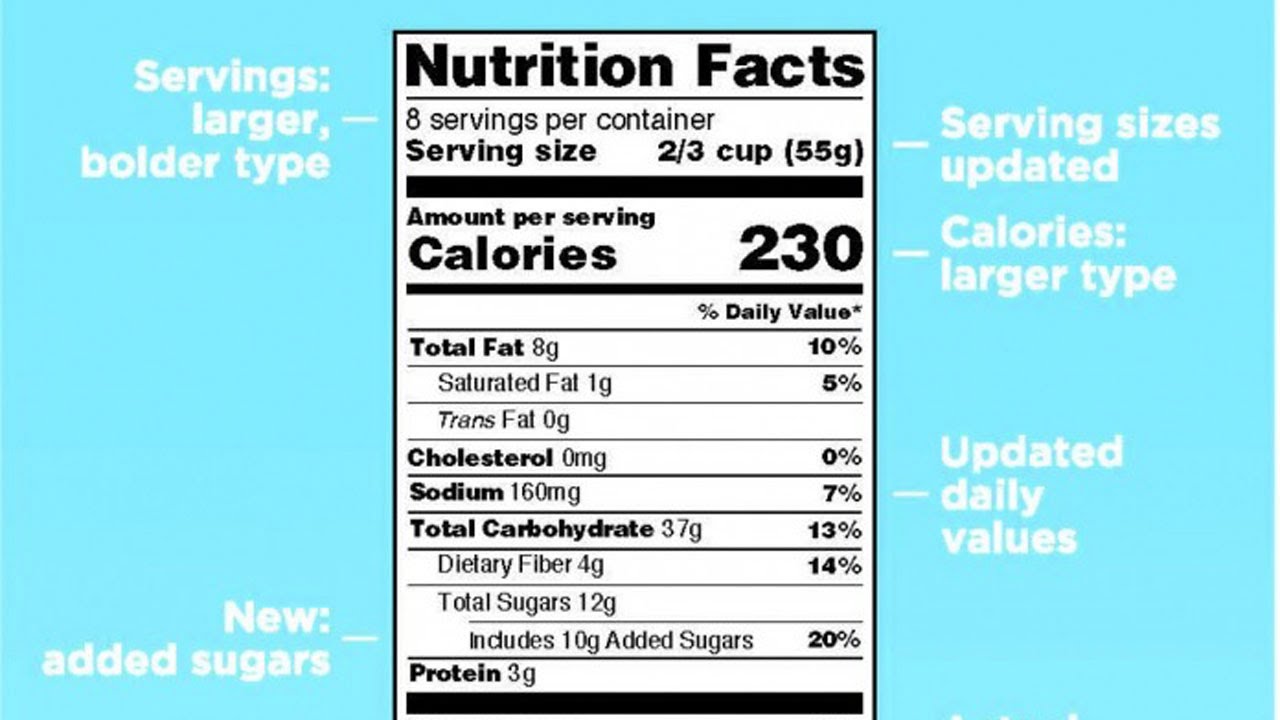 Servings:
larger,
bolder type
Nutrition Facts
8 servings per container
Serving size 2/3 cup (55g)
Amount per serving
Calories 230
% Daily Value*
Total Fat 8g 10%
Saturated Fat 1g 5%
Trans Fat 0g
Cholesterol 0mg 0%
Sodium 160mg 7%
Total Carbohydrate 37g 13%
Dietary Fiber 4g 14%
Total Sugars 12g
Includes 10g Added Sugars 20%
Protein 3g
Serving sizes
updated
Calories:
larger type
Updated
daily
values
New:
added sugars